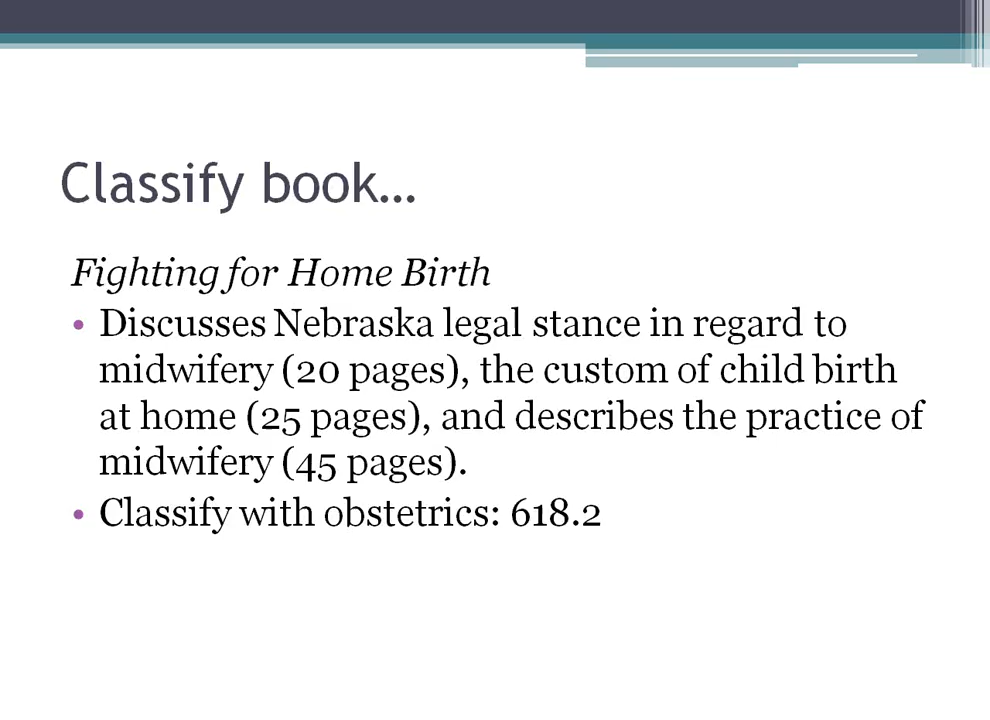 Classify book...
Fighting for Home Birth
• Discusses Nebraska legal stance in regard to
midwifery (20 pages), the custom of child birth
at home (25 pages), and describes the practice of
midwifery (45 pages).
• Classify with obstetrics: 618.2